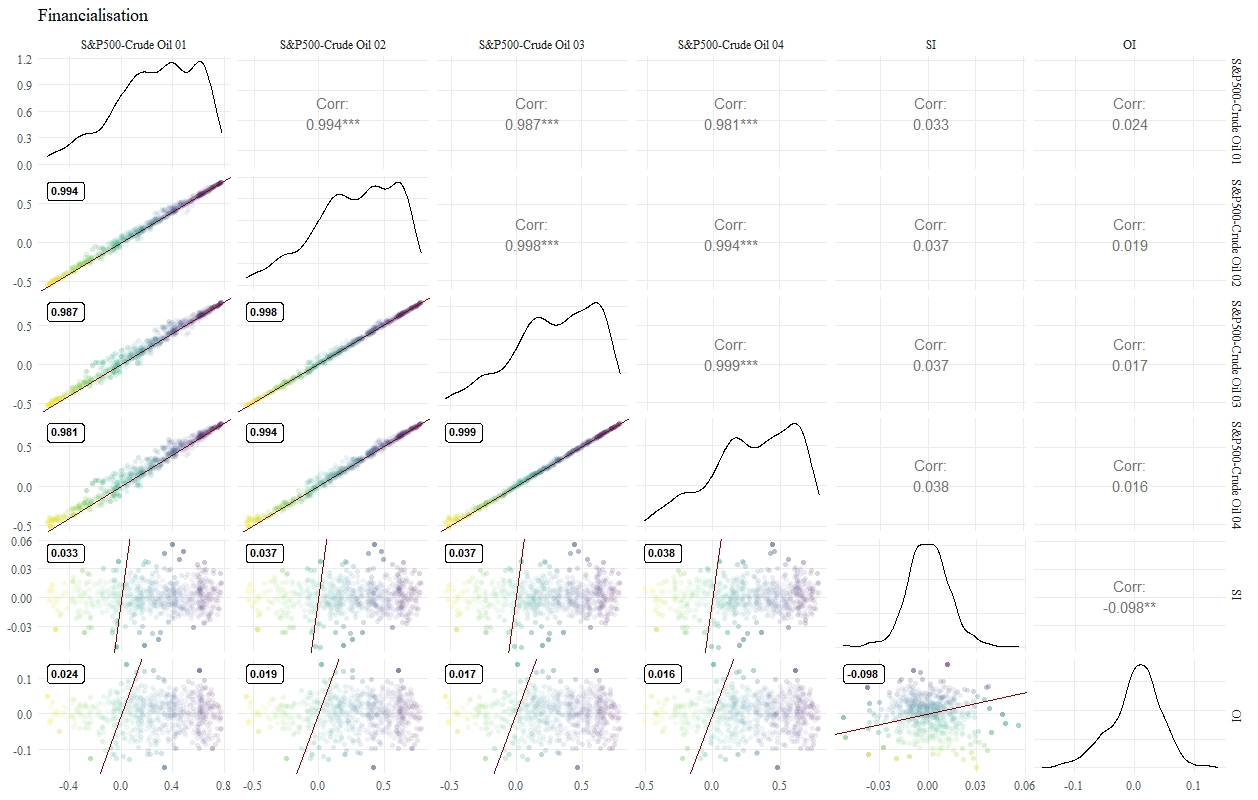 Financialisation
S&P500-Crude Oil 01 S&P500-Crude Oil 02 S&P500-Crude Oil 03 S&P500-Crude Oil 04 SI OI
1.2
0.9
0.6
0.3
0.0
Corr:
0.994***
Corr:
0.987***
Corr:
0.981***
Corr:
0.033
Corr:
0.024
S&P500-Crude Oil 01
0.5
0.0
-0.5
0.994
Corr:
0.998***
Corr:
0.994***
Corr:
0.037
Corr:
0.019
S&P500-Crude Oil 02
0.5
0.0
-0.5
0.987
0.998
Corr:
0.999***
Corr:
0.037
Corr:
0.017
S&P500-Crude Oil 03
0.5
0.0
-0.5
0.981
0.994
0.999
Corr:
0.038
Corr:
0.016
S&P500-Crude Oil 04
0.06
0.03
0.00
-0.03
0.033
0.037
0.037
0.038
Corr:
-0.098**
SI
0.1
0.0
-0.1
0.024
0.019
0.017
0.016
-0.098
OI
-0.4 0.0 0.4 0.8 -0.5 0.0 0.5 -0.5 0.0 0.5 -0.5 0.0 0.5 -0.03 0.00 0.03 0.06 -0.1 0.0 0.1